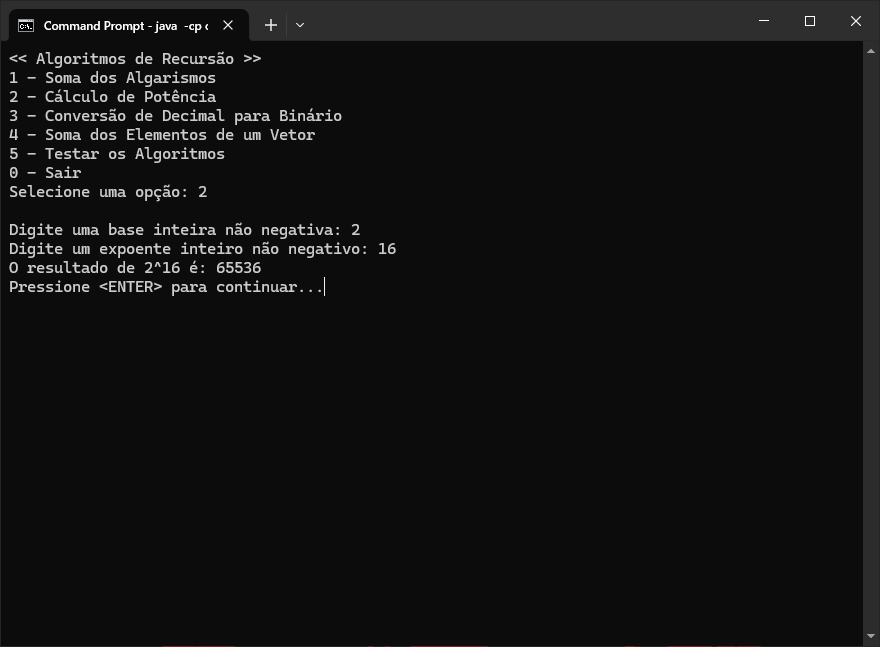 Command Prompt - java -cp c
<< Algoritmos de Recursão >>
1 - Soma dos Algarismos
2 - Cálculo de Potência
3 - Conversão de Decimal para Binário
4 - Soma dos Elementos de um Vetor
5 - Testar os Algoritmos
0 - Sair
Selecione uma opção: 2
Digite uma base inteira não negativa: 2
Digite um expoente inteiro não negativo: 16
O resultado de 2^16 é: 65536
Pressione <ENTER> para continuar...